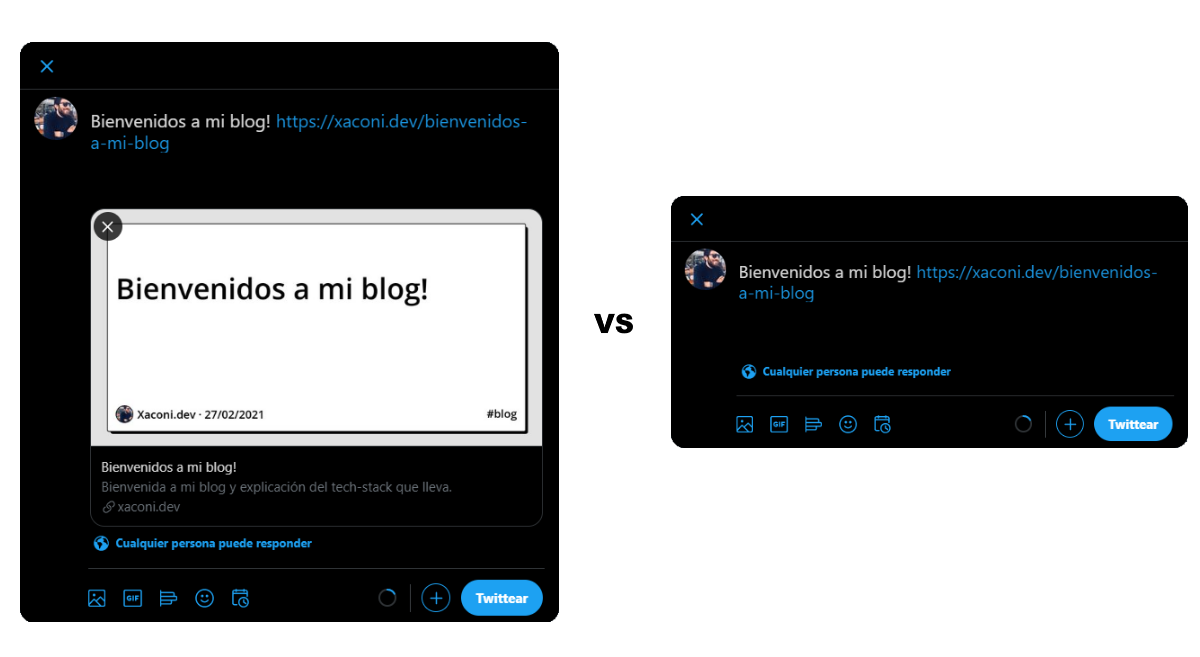 Bienvenidos a mi blog! https://xaconi.dev/bienvenidos-
a-mi-blog
Bienvenidos a mi blog!
Xaconi.dev · 27/02/2021
#blog
Bienvenidos a mi blog!
Bienvenida a mi blog y explicación del tech-stack que lleva.
xaconi.dev
Cualquier persona puede responder
GIF
Twittear
vs
Bienvenidos a mi blog! https://xaconi.dev/bienvenidos-
a-mi-blog
Cualquier persona puede responder
GIF
Twittear